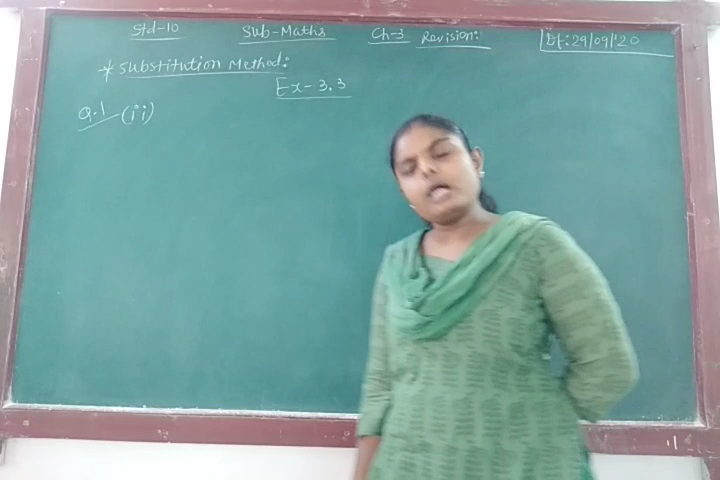 Std-10 Sub-Maths Ch-3 Revision: Dt:29/09/'20
* Substitution Method:
Ex-3.3
Q.1 (ii)